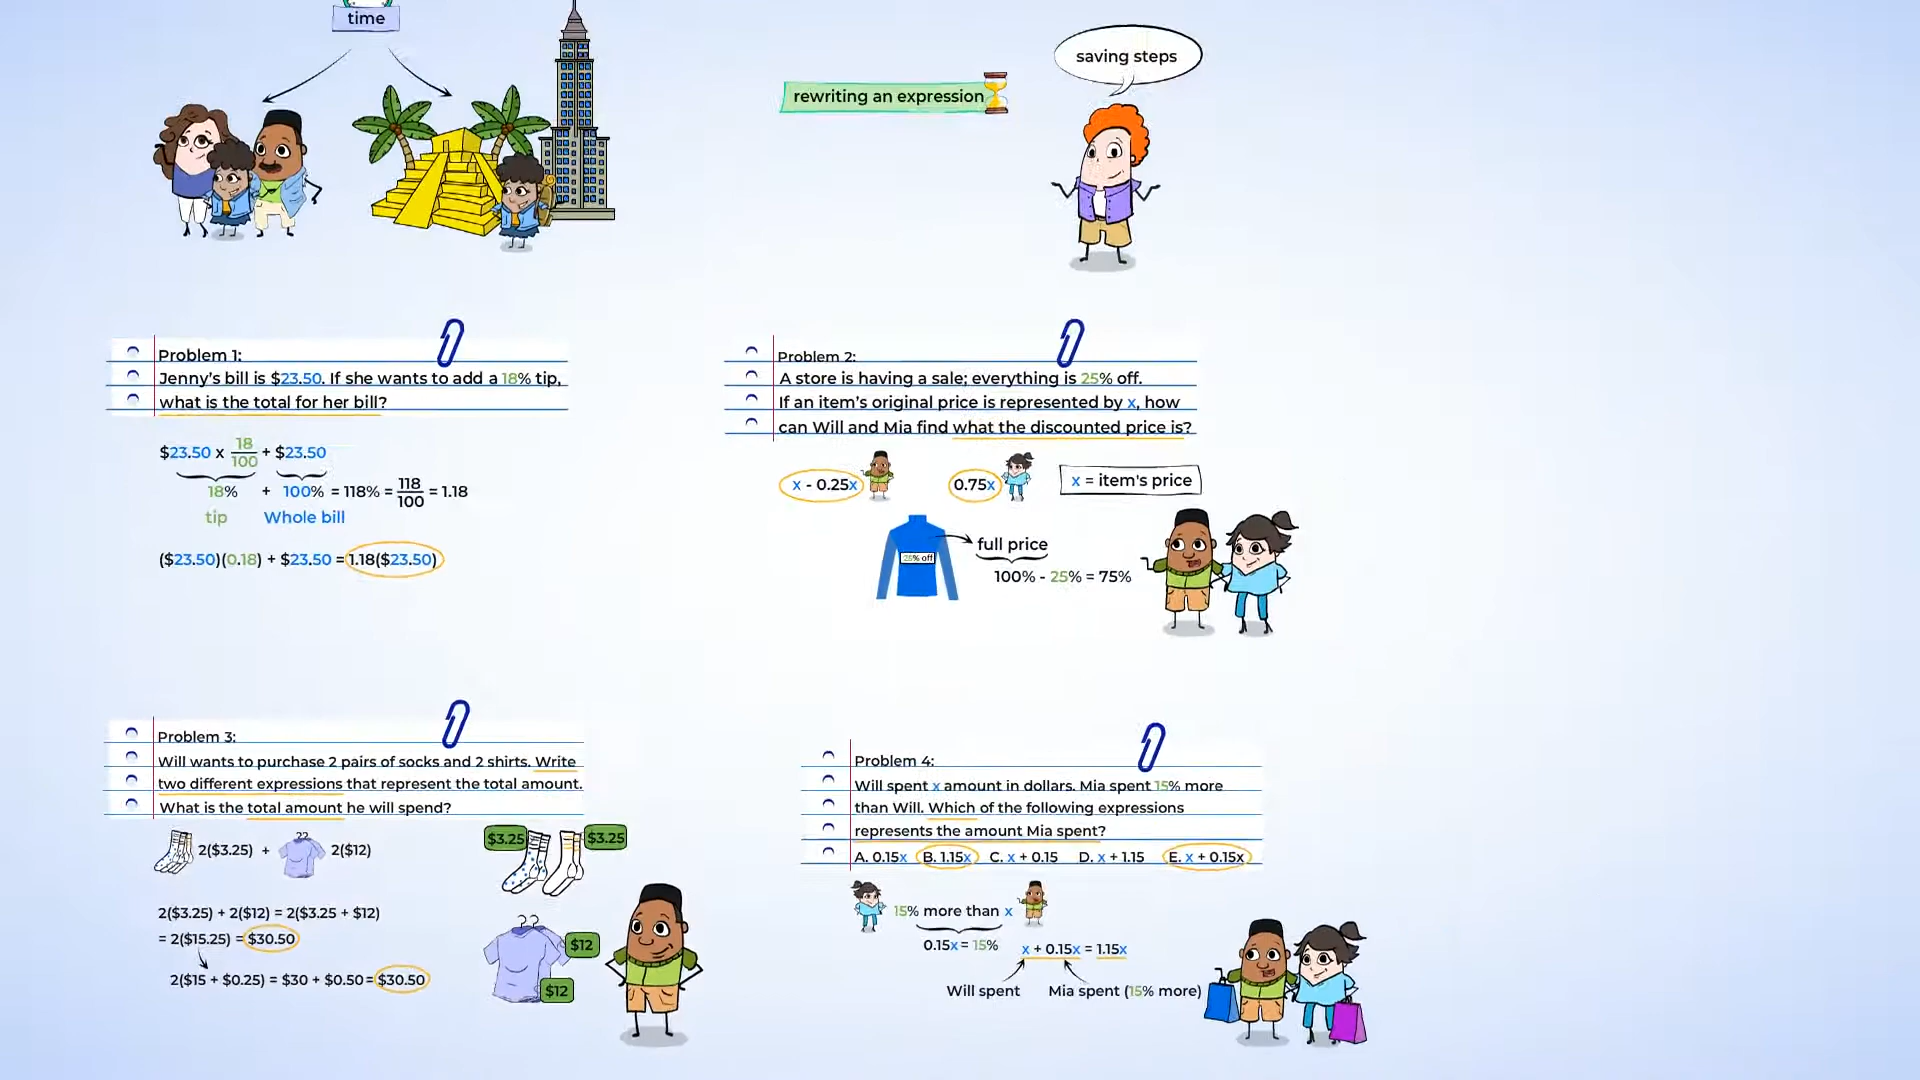 time
saving steps
rewriting an expression
Problem 1:
Jenny's bill is $23.50. If she wants to add a 18% tip,
what is the total for her bill?
$23.50 x 18/100 + $23.50
18% + 100% = 118% = 118/100 = 1.18
tip Whole bill
($23.50)(0.18) + $23.50 = 1.18($23.50)
Problem 2:
A store is having a sale; everything is 25% off.
If an item's original price is represented by x, how
can Will and Mia find what the discounted price is?
x - 0.25x
0.75x
x = item's price
25% off
full price
100% - 25% = 75%
Problem 3:
Will wants to purchase 2 pairs of socks and 2 shirts. Write
two different expressions that represent the total amount.
What is the total amount he will spend?
2($3.25) + 2($12)
$3.25 $3.25
2($3.25) + 2($12) = 2($3.25 + $12)
= 2($15.25) = $30.50
2($15 + $0.25) = $30 + $0.50 = $30.50
$12
$12
Problem 4:
Will spent x amount in dollars. Mia spent 15% more
than Will. Which of the following expressions
represents the amount Mia spent?
A. 0.15x B. 1.15x C. x + 0.15 D. x + 1.15 E. x + 0.15x
15% more than x
0.15x = 15%
x + 0.15x = 1.15x
Will spent Mia spent (15% more)